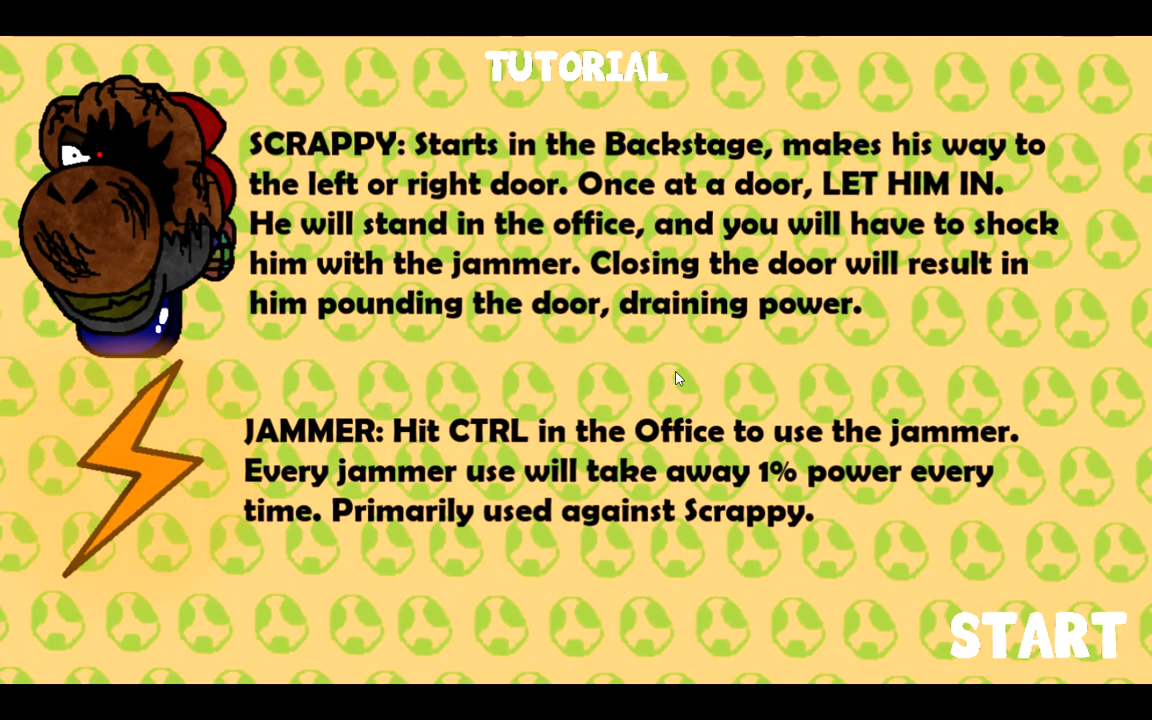 TUTORIAL
SCRAPPY: Starts in the Backstage, makes his way to
the left or right door. Once at a door, LET HIM IN.
He will stand in the office, and you will have to shock
him with the jammer. Closing the door will result in
him pounding the door, draining power.
JAMMER: Hit CTRL in the Office to use the jammer.
Every jammer use will take away 1% power every
time. Primarily used against Scrappy.
START